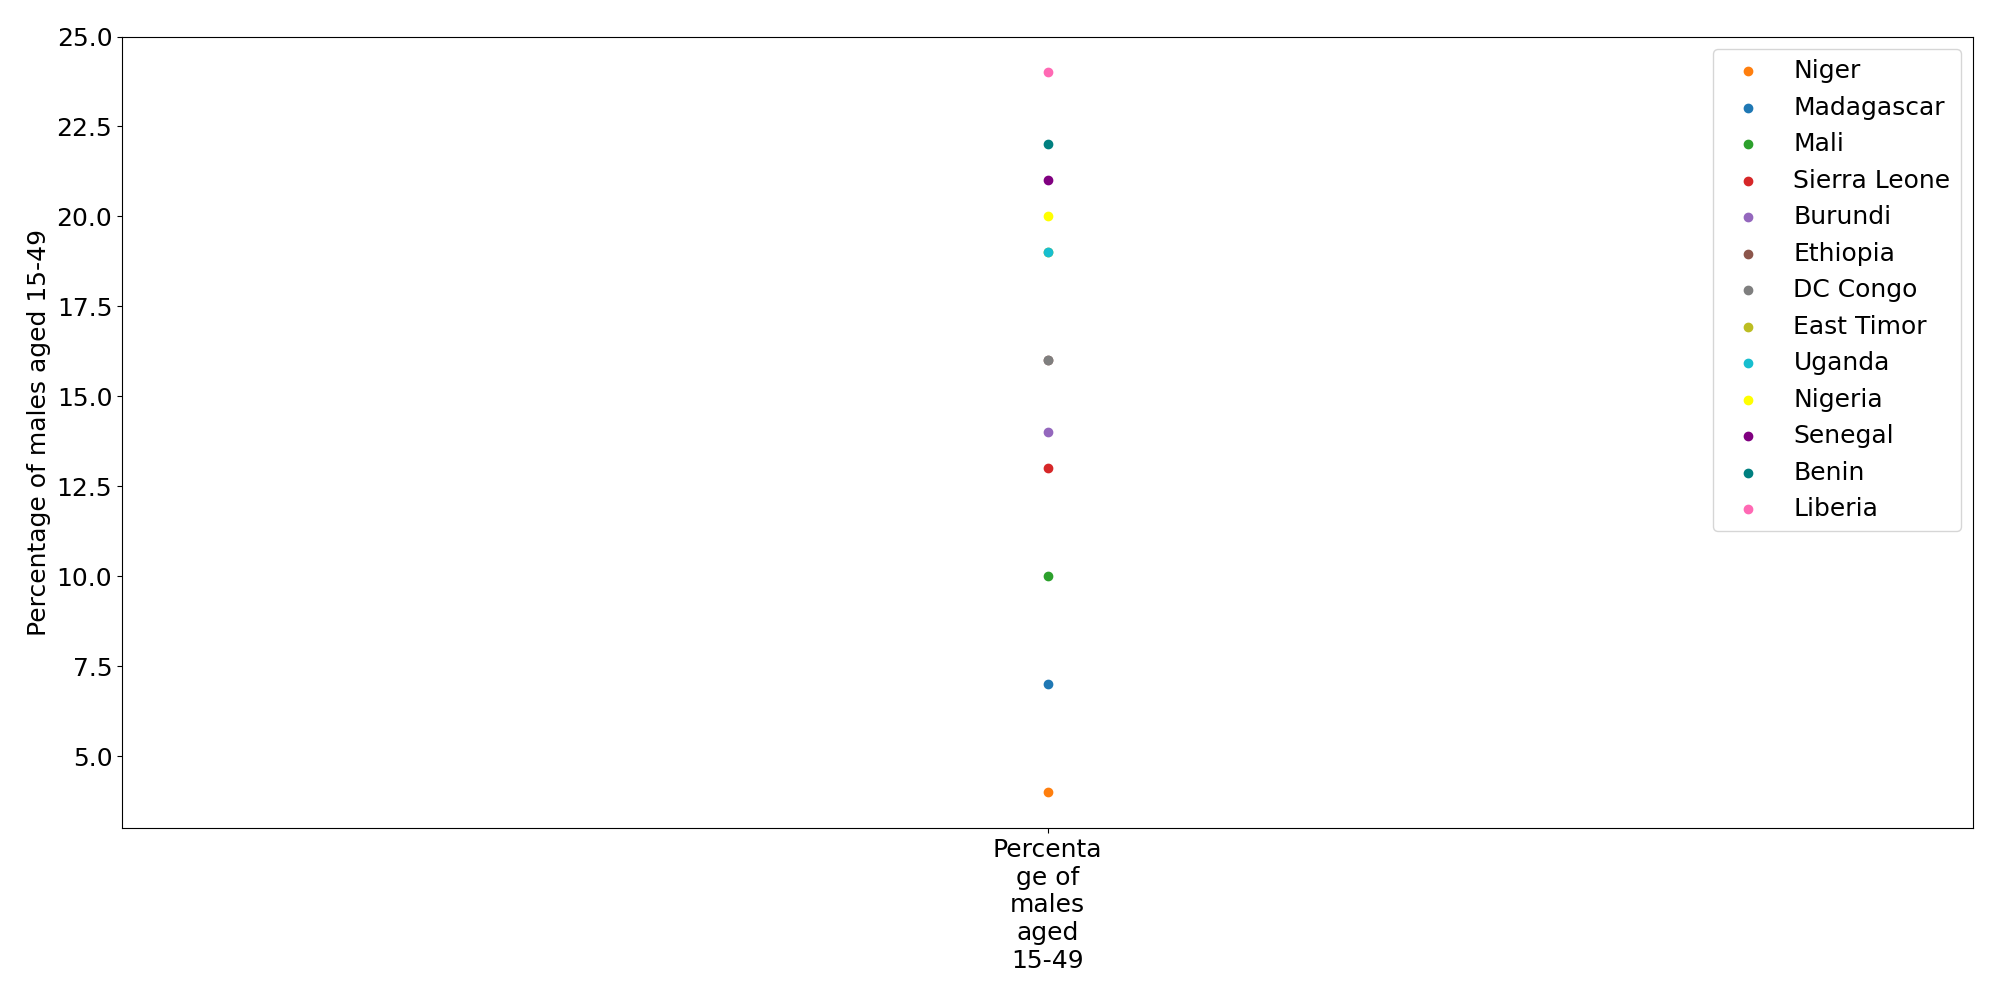 25.0
22.5
20.0
17.5
15.0
12.5
10.0
7.5
5.0
Percentage of males aged 15-49
Percenta
ge of
males
aged
15-49
Niger
Madagascar
Mali
Sierra Leone
Burundi
Ethiopia
DC Congo
East Timor
Uganda
Nigeria
Senegal
Benin
Liberia